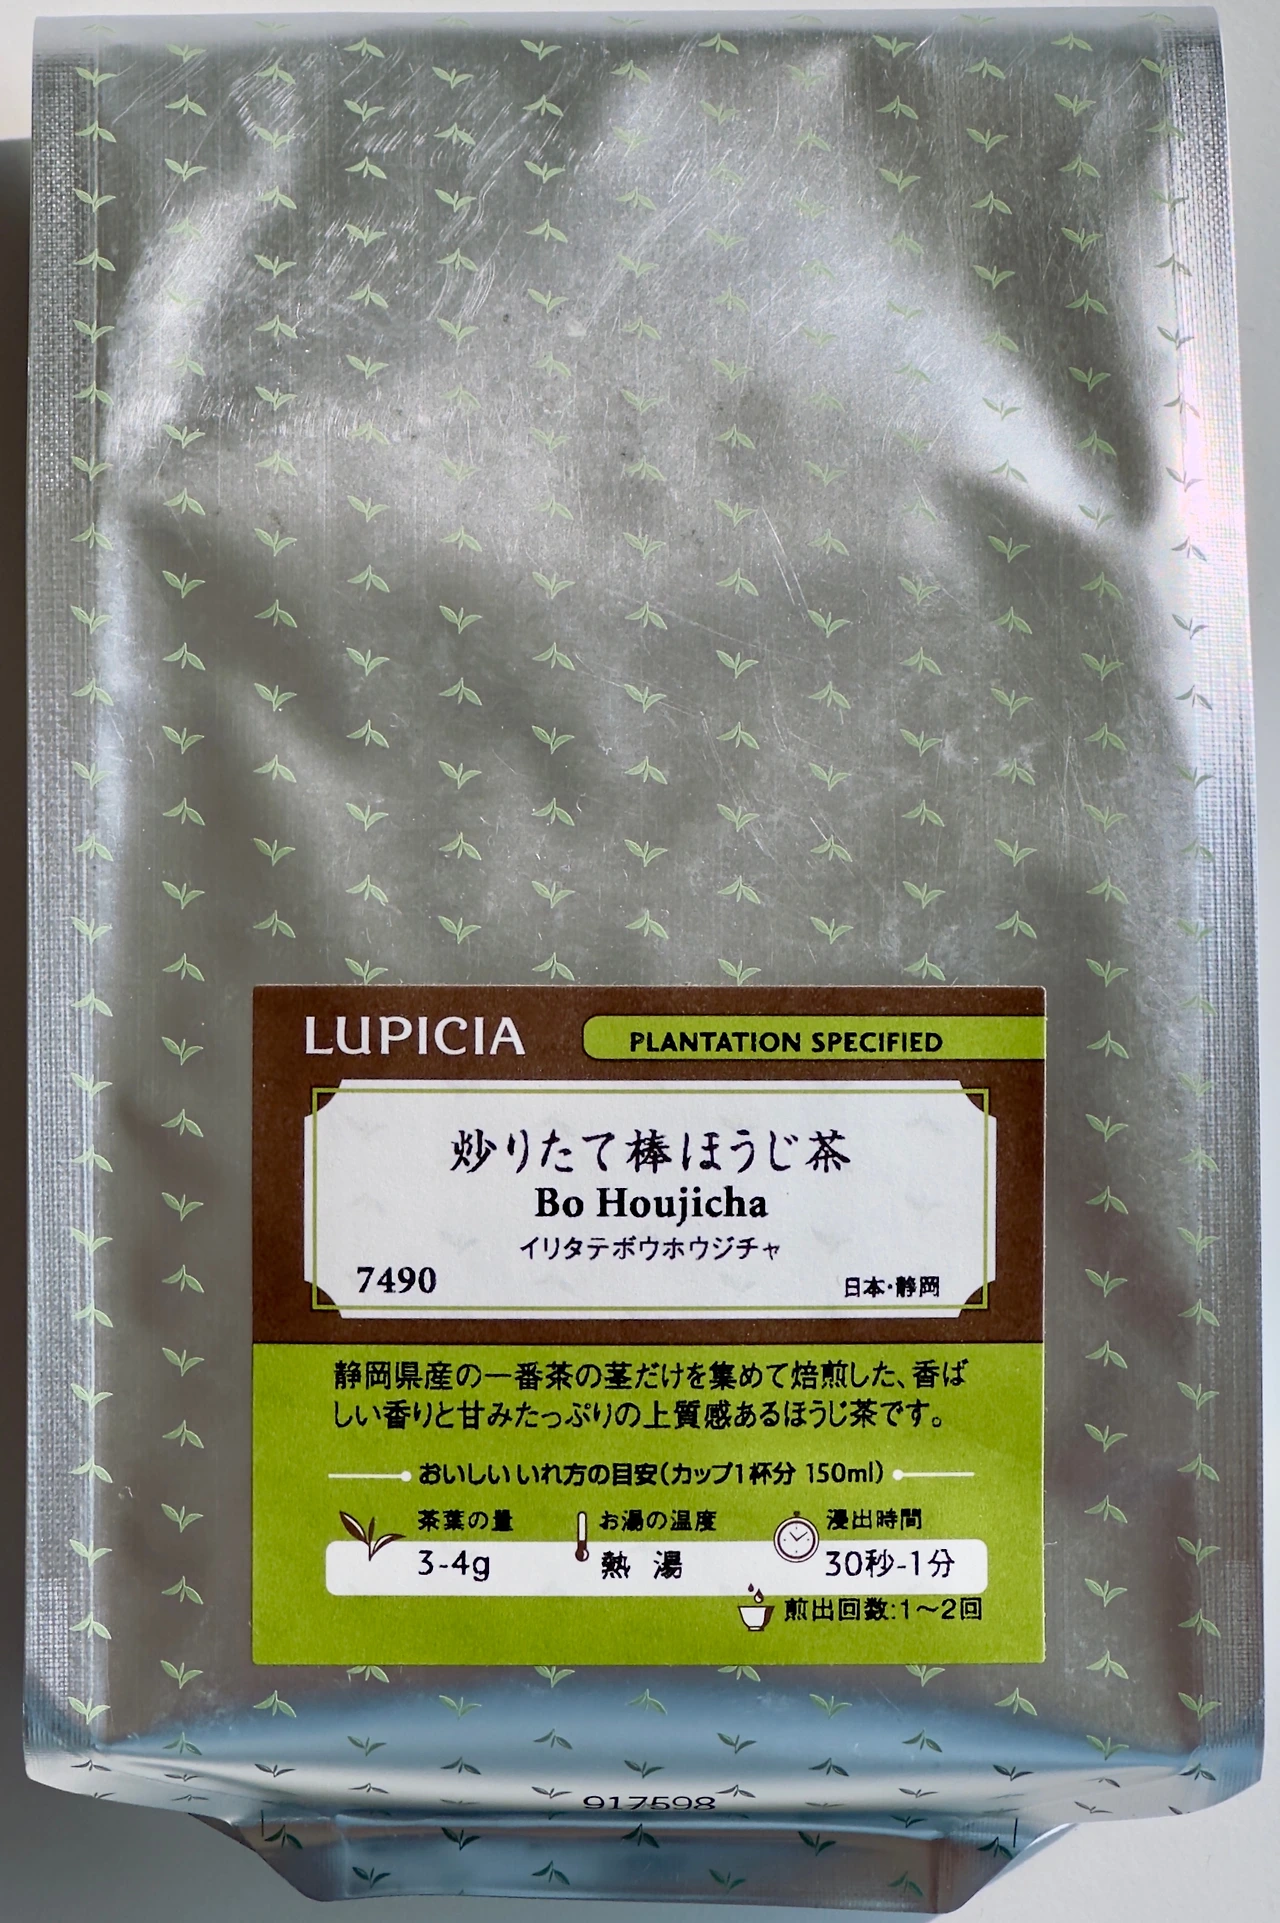 LUPICIA
PLANTATION SPECIFIED
炒りたて棒ほうじ茶
Bo Houjicha
イリタテボウホウジチャ
7490
日本・静岡
静岡県産の一番茶の茎だけを集めて焙煎した、香ば
しい香りと甘みたっぷりの上質感あるほうじ茶です。
おいしいいれ方の目安(カップ1杯分 150ml)
茶葉の量 お湯の温度 浸出時間
3-4g 熱湯 30秒-1分
煎出回数:1～2回
917598